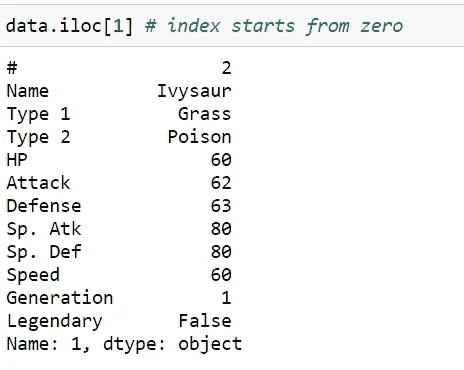 data.iloc[1] # index starts from zero
# 2
Name Ivysaur
Type 1 Grass
Type 2 Poison
HP 60
Attack 62
Defense 63
Sp. Atk 80
Sp. Def 80
Speed 60
Generation 1
Legendary False
Name: 1, dtype: object